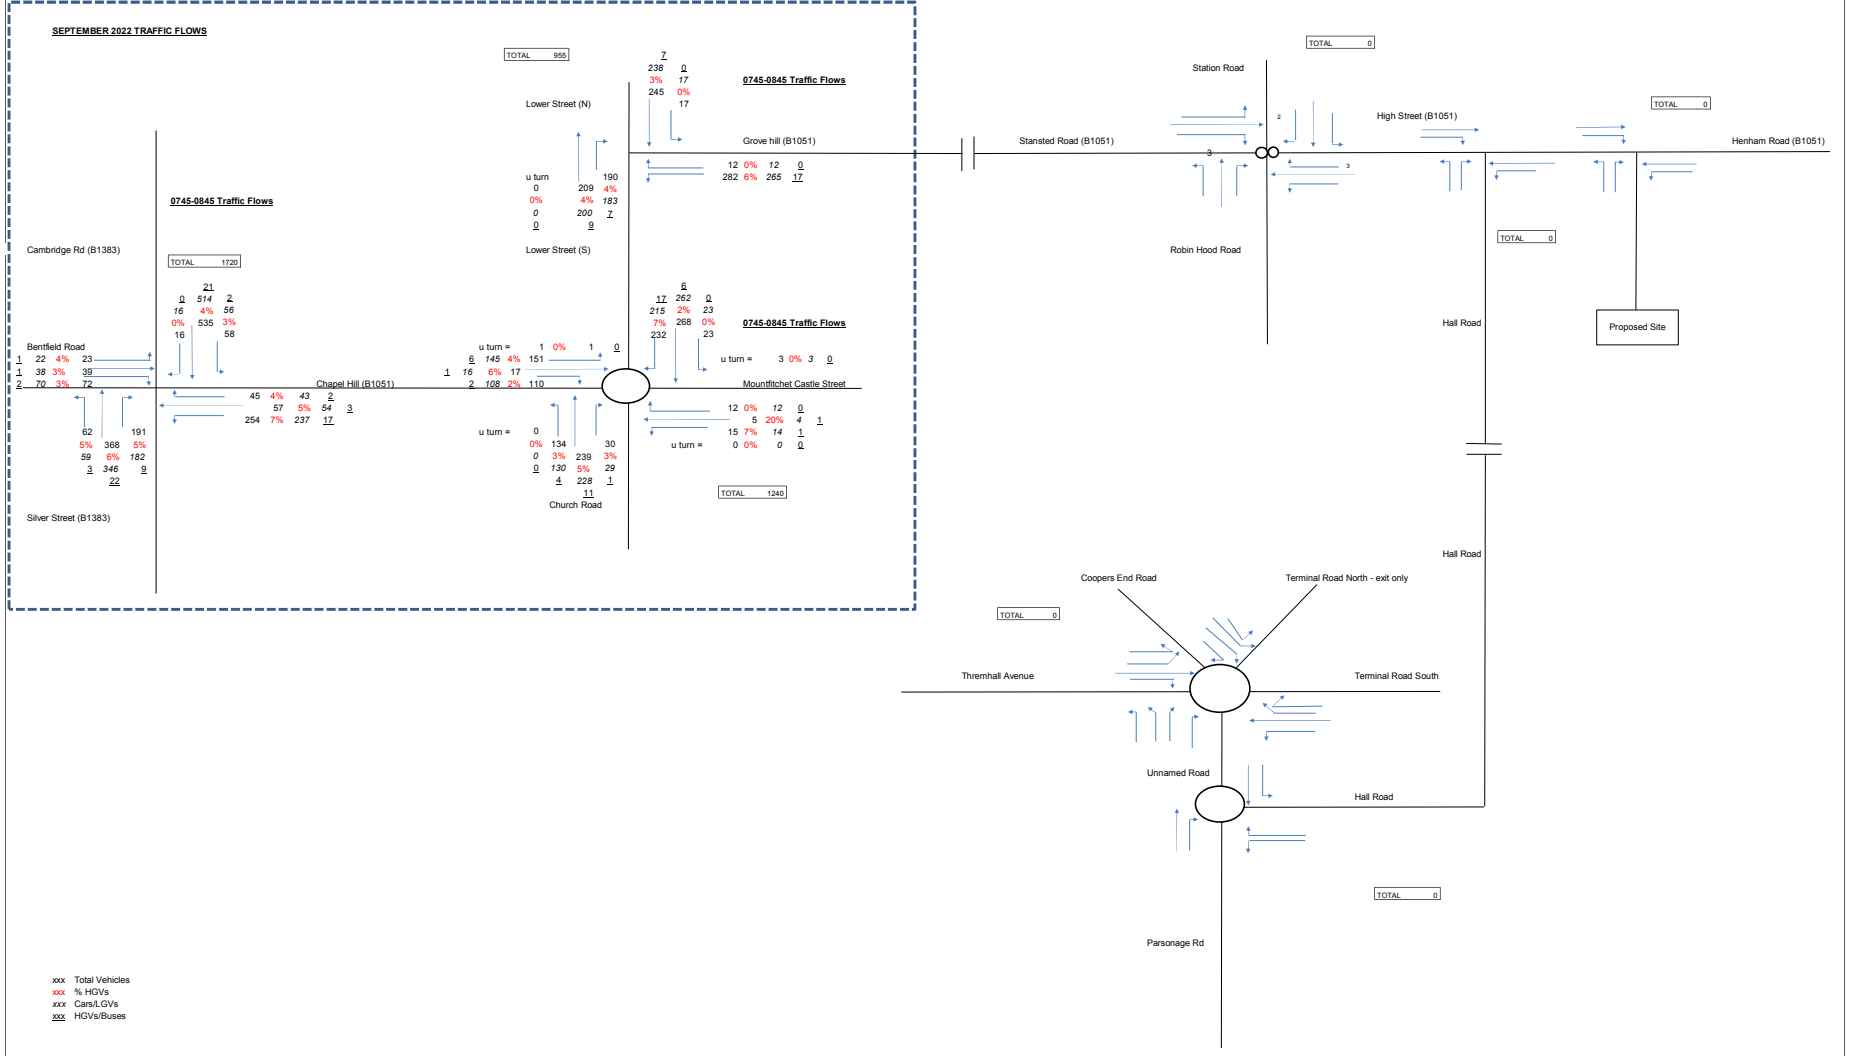 SEPTEMBER 2022 TRAFFIC FLOWS
TOTAL 955
7
238 0
3% 17
245 0%
17
0745-0845 Traffic Flows
Lower Street (N)
Grove hill (B1051)
12 0% 12 0
282 6% 265 17
u turn 190
0 209 4%
0% 4% 183
0 200 7
0 9
Lower Street (S)
0745-0845 Traffic Flows
Cambridge Rd (B1383)
TOTAL 1720
21
0 514 2
16 4% 56
0% 535 3%
16 58
Bentfield Road
1 22 4% 23
1 38 3% 39
2 70 3% 72
Chapel Hill (B1051)
45 4% 43 2
57 5% 54 3
254 7% 237 17
62 191
5% 368 5%
59 6% 182
3 346 9
22
Silver Street (B1383)
6
17 262 0
215 2% 23
7% 268 0%
232 23
0745-0845 Traffic Flows
u turn = 1 0% 1 0
6 145 4% 151
1 16 6% 17
2 108 2% 110
u turn = 3 0% 3 0
Mountfitchet Castle Street
12 0% 12 0
5 20% 4 1
15 7% 14 1
u turn = 0 0% 0 0
u turn = 0
0% 134 30
0 3% 239 3%
0 130 5% 29
4 228 1
11
Church Road
TOTAL 1240
TOTAL 0
Station Road
2
High Street (B1051)
TOTAL 0
Stansted Road (B1051)
Henham Road (B1051)
3
3
Robin Hood Road
TOTAL 0
Hall Road
Proposed Site
Hall Road
Coopers End Road
Terminal Road North - exit only
TOTAL 0
Thremhall Avenue
Terminal Road South
Unnamed Road
Hall Road
TOTAL 0
Parsonage Rd
xxx Total Vehicles
xxx % HGVs
xxx Cars/LGVs
xxx HGVs/Buses